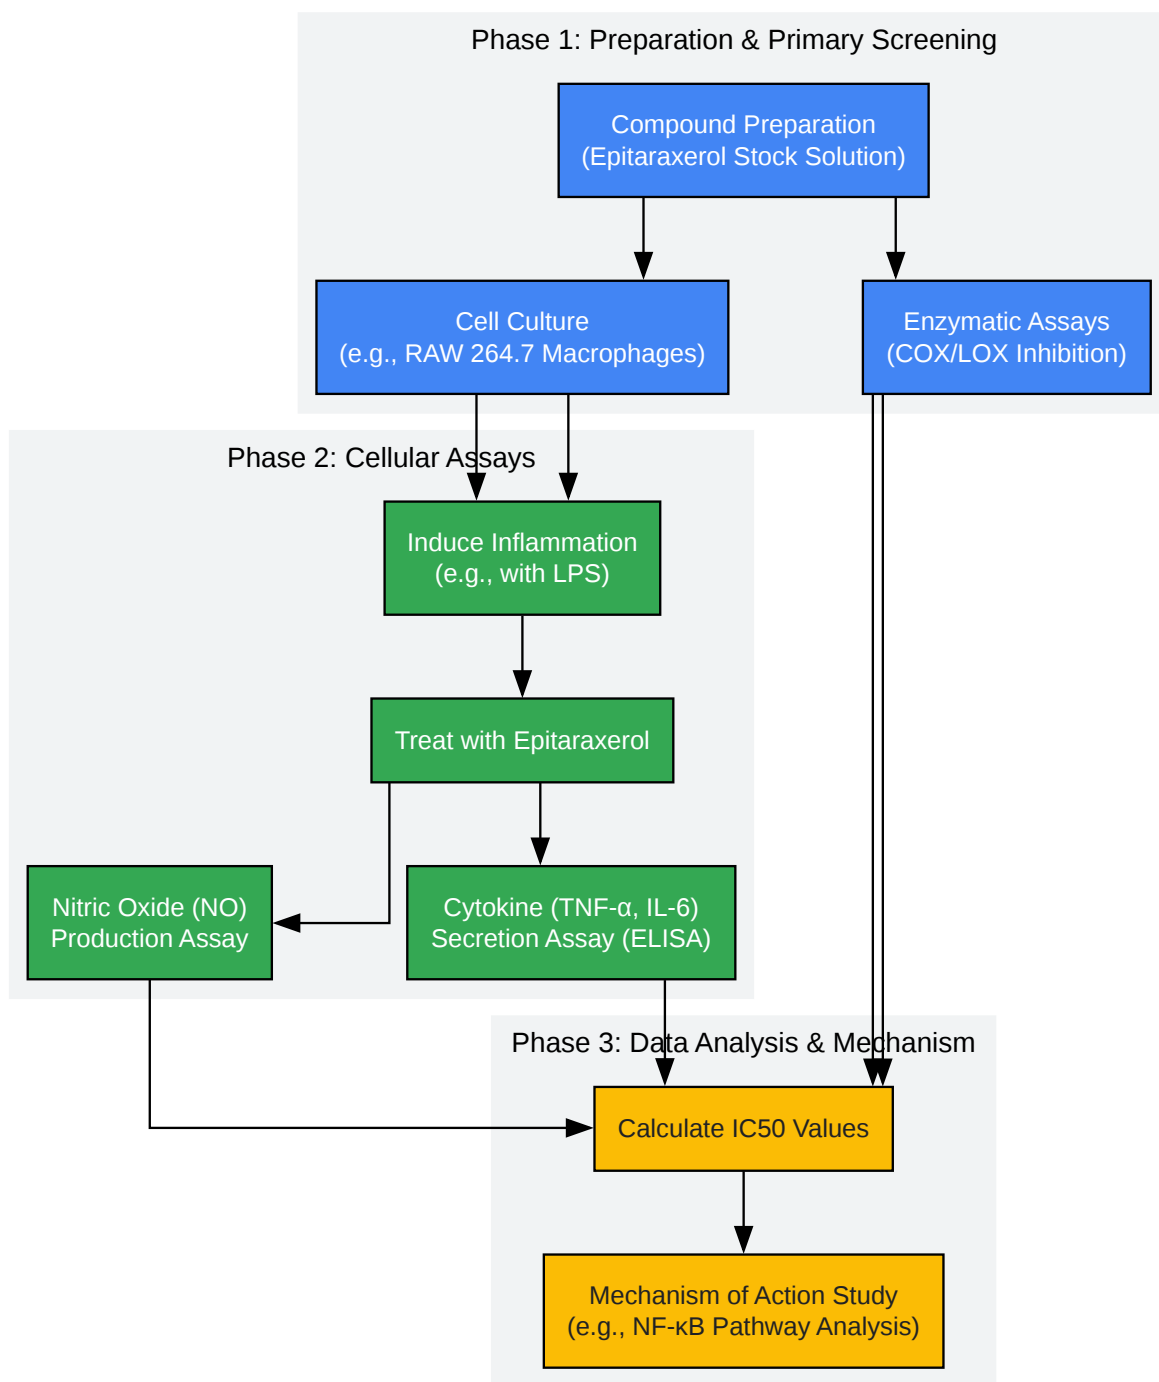 Phase 1: Preparation & Primary Screening
Compound Preparation
(Epitaraxerol Stock Solution)
Cell Culture
(e.g., RAW 264.7 Macrophages)
Enzymatic Assays
(COX/LOX Inhibition)
Phase 2: Cellular Assays
Induce Inflammation
(e.g., with LPS)
Treat with Epitaraxerol
Nitric Oxide (NO)
Production Assay
Cytokine (TNF-α, IL-6)
Secretion Assay (ELISA)
Phase 3: Data Analysis & Mechanism
Calculate IC50 Values
Mechanism of Action Study
(e.g., NF-κB Pathway Analysis)